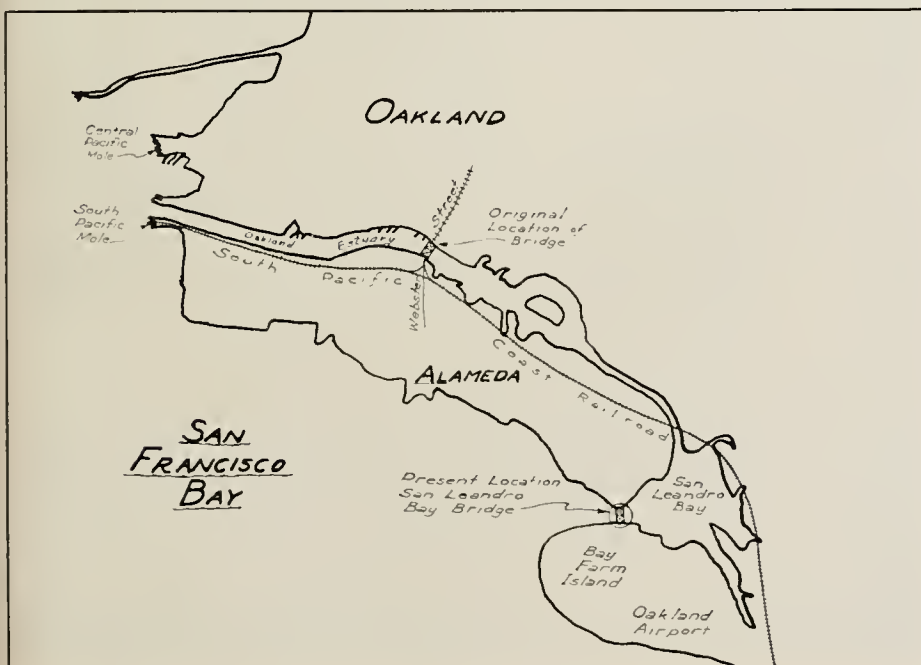 OAKLAND
Central
Pacific
Mole
South
Pacific
Mole
Street
Original
Location of
Bridge
Oakland Estuary
South Pacific Coast Railroad
Webster
ALAMEDA
SAN
FRANCISCO
BAY
Present Location
San Leandro
Bay Bridge
San
Leandro
Bay
Bay
Farm
Island
Oakland
Airport